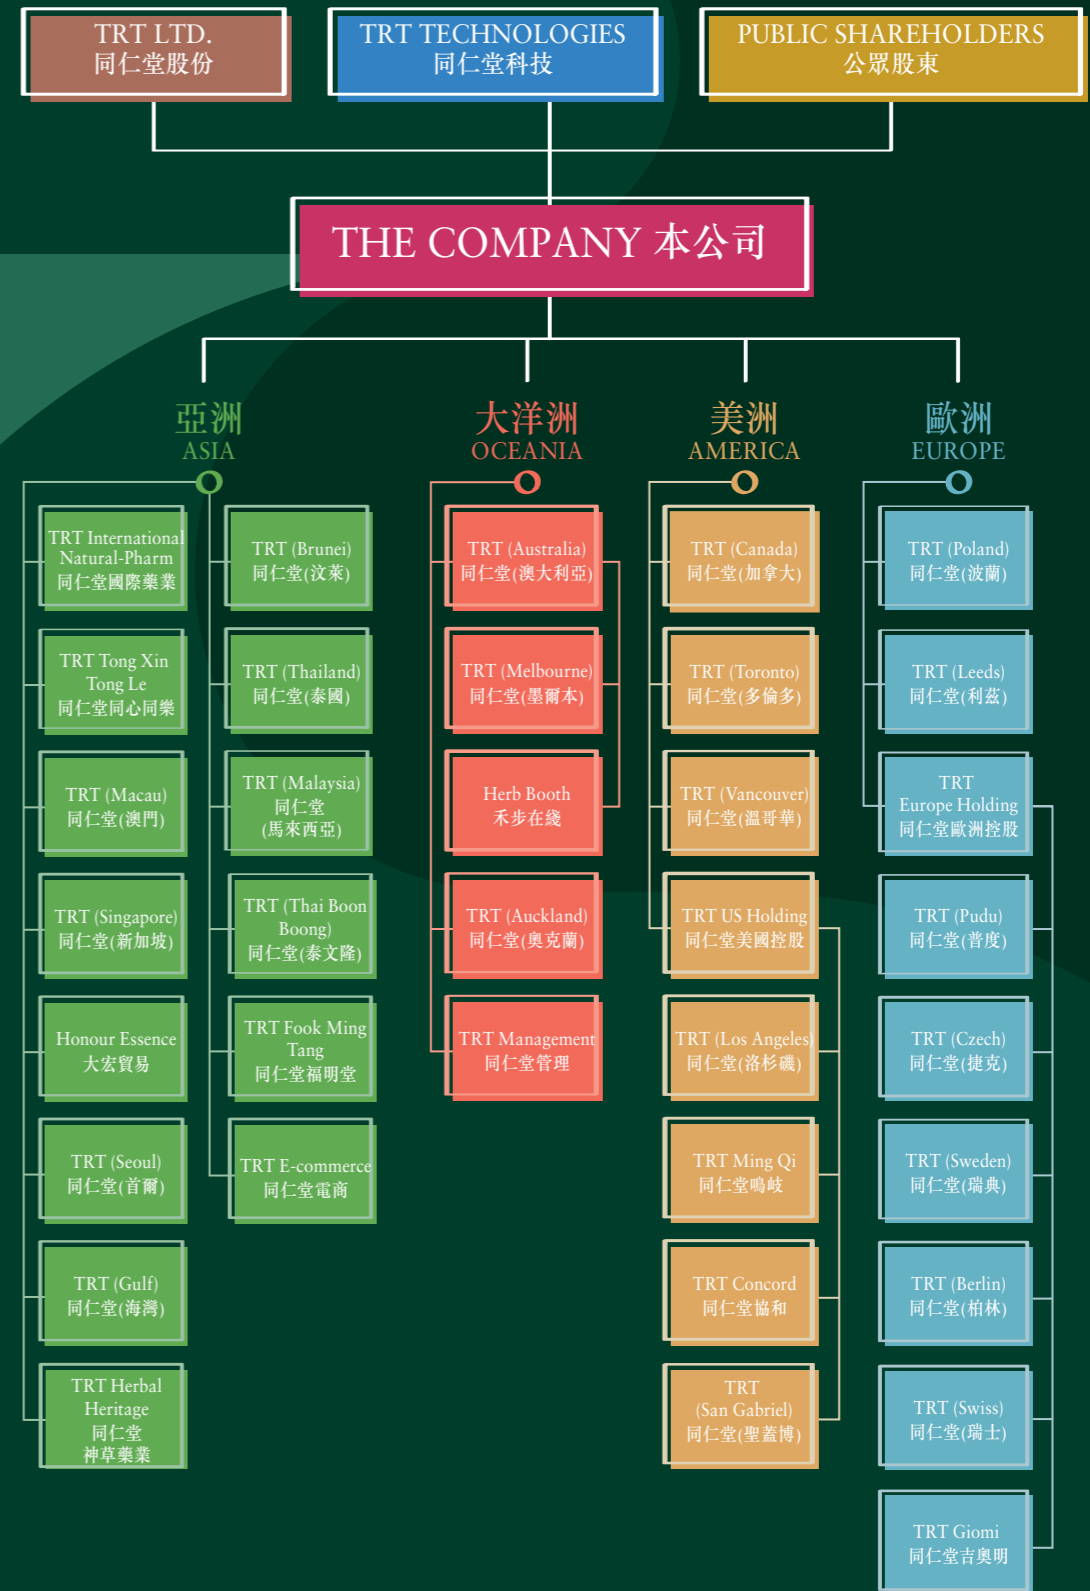 TRT LTD.
同仁堂股份
TRT TECHNOLOGIES
同仁堂科技
PUBLIC SHAREHOLDERS
公眾股東
THE COMPANY 本公司
亞洲
ASIA
TRT International
Natural-Pharm
同仁堂國際藥業
TRT Tong Xin
Tong Le
同仁堂同心同樂
TRT (Macau)
同仁堂(澳門)
TRT (Singapore)
同仁堂(新加坡)
Honour Essence
大宏貿易
TRT (Seoul)
同仁堂(首爾)
TRT (Gulf)
同仁堂(海灣)
TRT Herbal
Heritage
同仁堂
神草藥業
TRT (Brunei)
同仁堂(汶萊)
TRT (Thailand)
同仁堂(泰國)
TRT (Malaysia)
同仁堂
(馬來西亞)
TRT (Thai Boon
Boong)
同仁堂(泰文隆)
TRT Fook Ming
Tang
同仁堂福明堂
TRT E-commerce
同仁堂電商
大洋洲
OCEANIA
TRT (Australia)
同仁堂(澳大利亞)
TRT (Melbourne)
同仁堂(墨爾本)
Herb Booth
禾步在綫
TRT (Auckland)
同仁堂(奧克蘭)
TRT Management
同仁堂管理
美洲
AMERICA
TRT (Canada)
同仁堂(加拿大)
TRT (Toronto)
同仁堂(多倫多)
TRT (Vancouver)
同仁堂(溫哥華)
TRT US Holding
同仁堂美國控股
TRT (Los Angeles)
同仁堂(洛杉磯)
TRT Ming Qi
同仁堂鳴岐
TRT Concord
同仁堂協和
TRT
(San Gabriel)
同仁堂(聖蓋博)
歐洲
EUROPE
TRT (Poland)
同仁堂(波蘭)
TRT (Leeds)
同仁堂(利茲)
TRT
Europe Holding
同仁堂歐洲控股
TRT (Pudu)
同仁堂(普度)
TRT (Czech)
同仁堂(捷克)
TRT (Sweden)
同仁堂(瑞典)
TRT (Berlin)
同仁堂(柏林)
TRT (Swiss)
同仁堂(瑞士)
TRT Giomi
同仁堂吉奧明